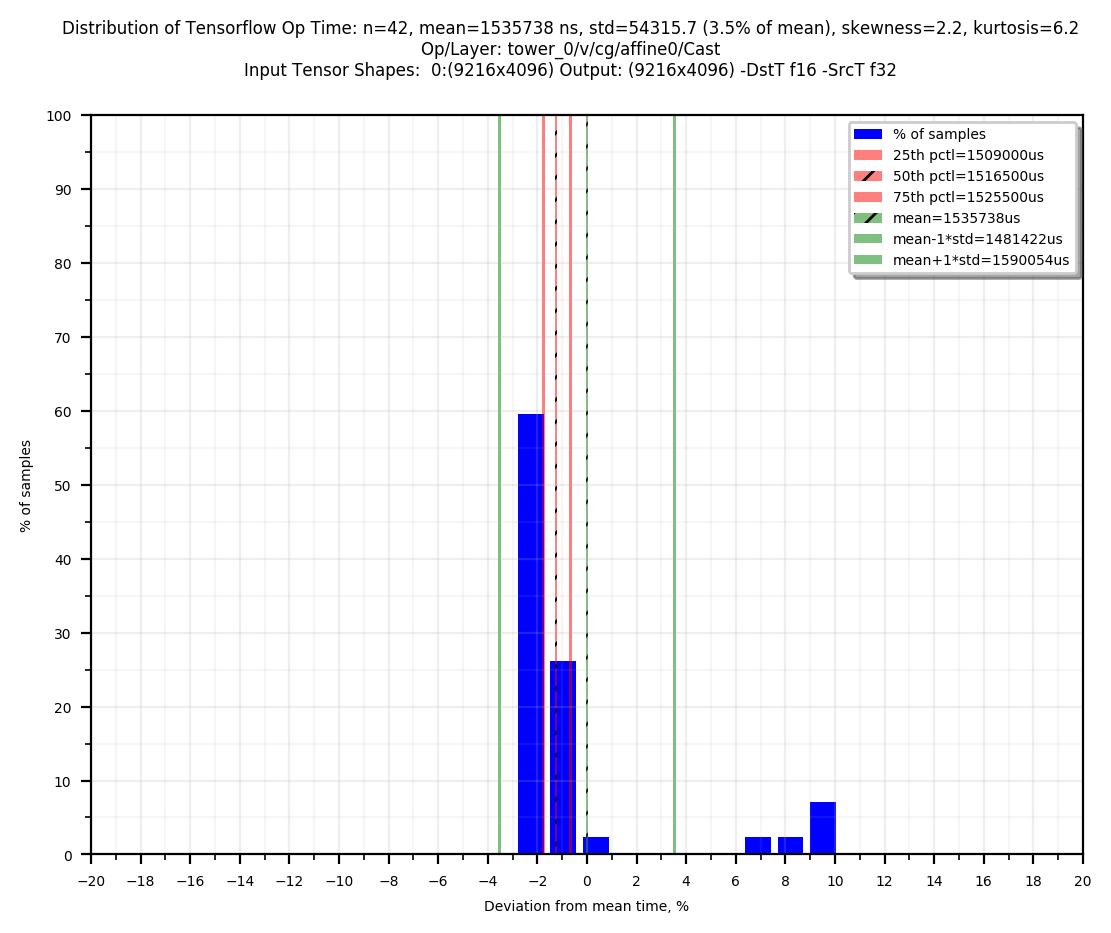 Distribution of Tensorflow Op Time: n=42, mean=1535738 ns, std=54315.7 (3.5% of mean), skewness=2.2, kurtosis=6.2
Op/Layer: tower_0/v/cg/affine0/Cast
Input Tensor Shapes:  0:(9216x4096) Output: (9216x4096) -DstT f16 -SrcT f32
% of samples
25th pctl=1509000us
50th pctl=1516500us
75th pctl=1525500us
mean=1535738us
mean-1*std=1481422us
mean+1*std=1590054us
% of samples
100
90
80
70
60
50
40
30
20
10
0
−20 −18 −16 −14 −12 −10 −8 −6 −4 −2 0 2 4 6 8 10 12 14 16 18 20
Deviation from mean time, %